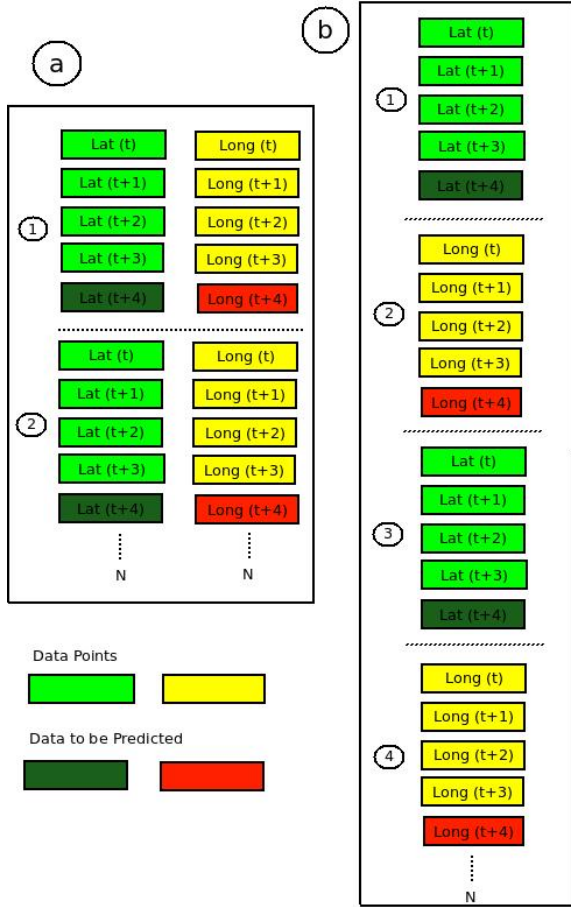 a
1
Lat (t) Long (t)
Lat (t+1) Long (t+1)
Lat (t+2) Long (t+2)
Lat (t+3) Long (t+3)
Lat (t+4) Long (t+4)
2
Lat (t) Long (t)
Lat (t+1) Long (t+1)
Lat (t+2) Long (t+2)
Lat (t+3) Long (t+3)
Lat (t+4) Long (t+4)
N N
Data Points
Data to be Predicted
b
1
Lat (t)
Lat (t+1)
Lat (t+2)
Lat (t+3)
Lat (t+4)
2
Long (t)
Long (t+1)
Long (t+2)
Long (t+3)
Long (t+4)
3
Lat (t)
Lat (t+1)
Lat (t+2)
Lat (t+3)
Lat (t+4)
4
Long (t)
Long (t+1)
Long (t+2)
Long (t+3)
Long (t+4)
N